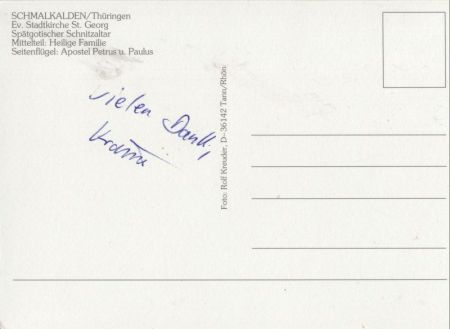 SCHMALKALDEN/Thüringen
Ev. Stadtkirche St. Georg
Spätgotischer Schnitzaltar
Mittelteil: Heilige Familie
Seitenflügel: Apostel Petrus u. Paulus
vielen Dank,
Foto: Rolf Kreuder, D-36142 Tann/Rhön